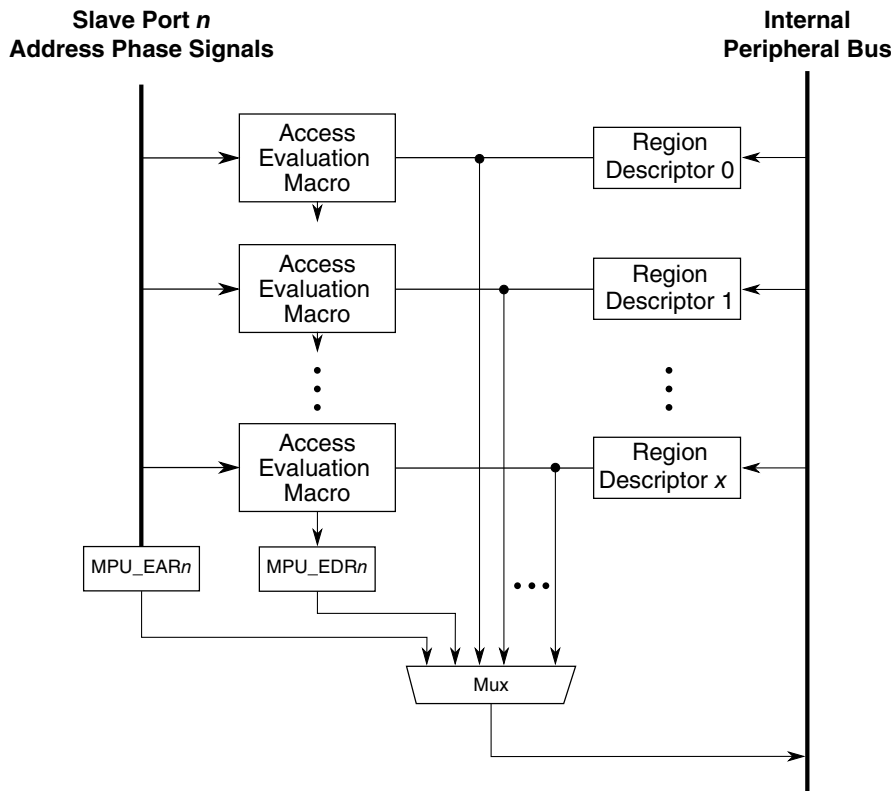 Slave Port n
Address Phase Signals
Internal
Peripheral Bus
Access
Evaluation
Macro
Region
Descriptor 0
Access
Evaluation
Macro
Region
Descriptor 1
Access
Evaluation
Macro
Region
Descriptor x
MPU_EARn
MPU_EDRn
Mux